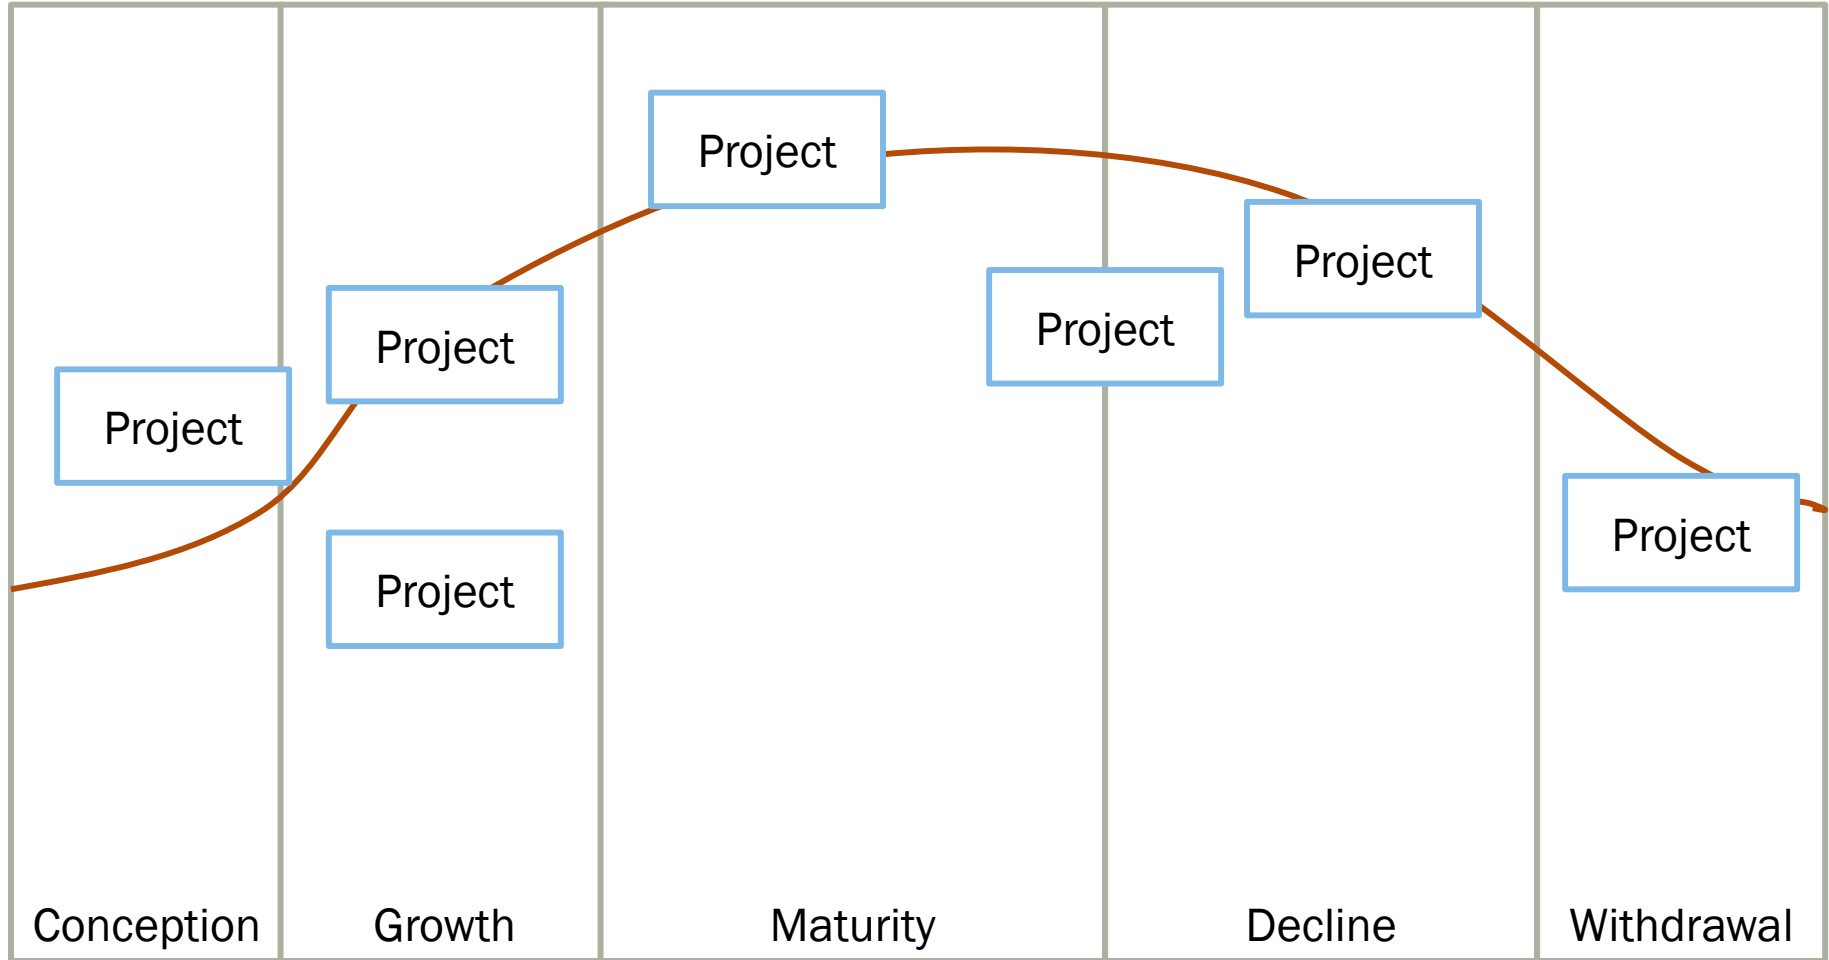 Project
Project
Project
Project
Project
Project
Project
Conception
Growth
Maturity
Decline
Withdrawal